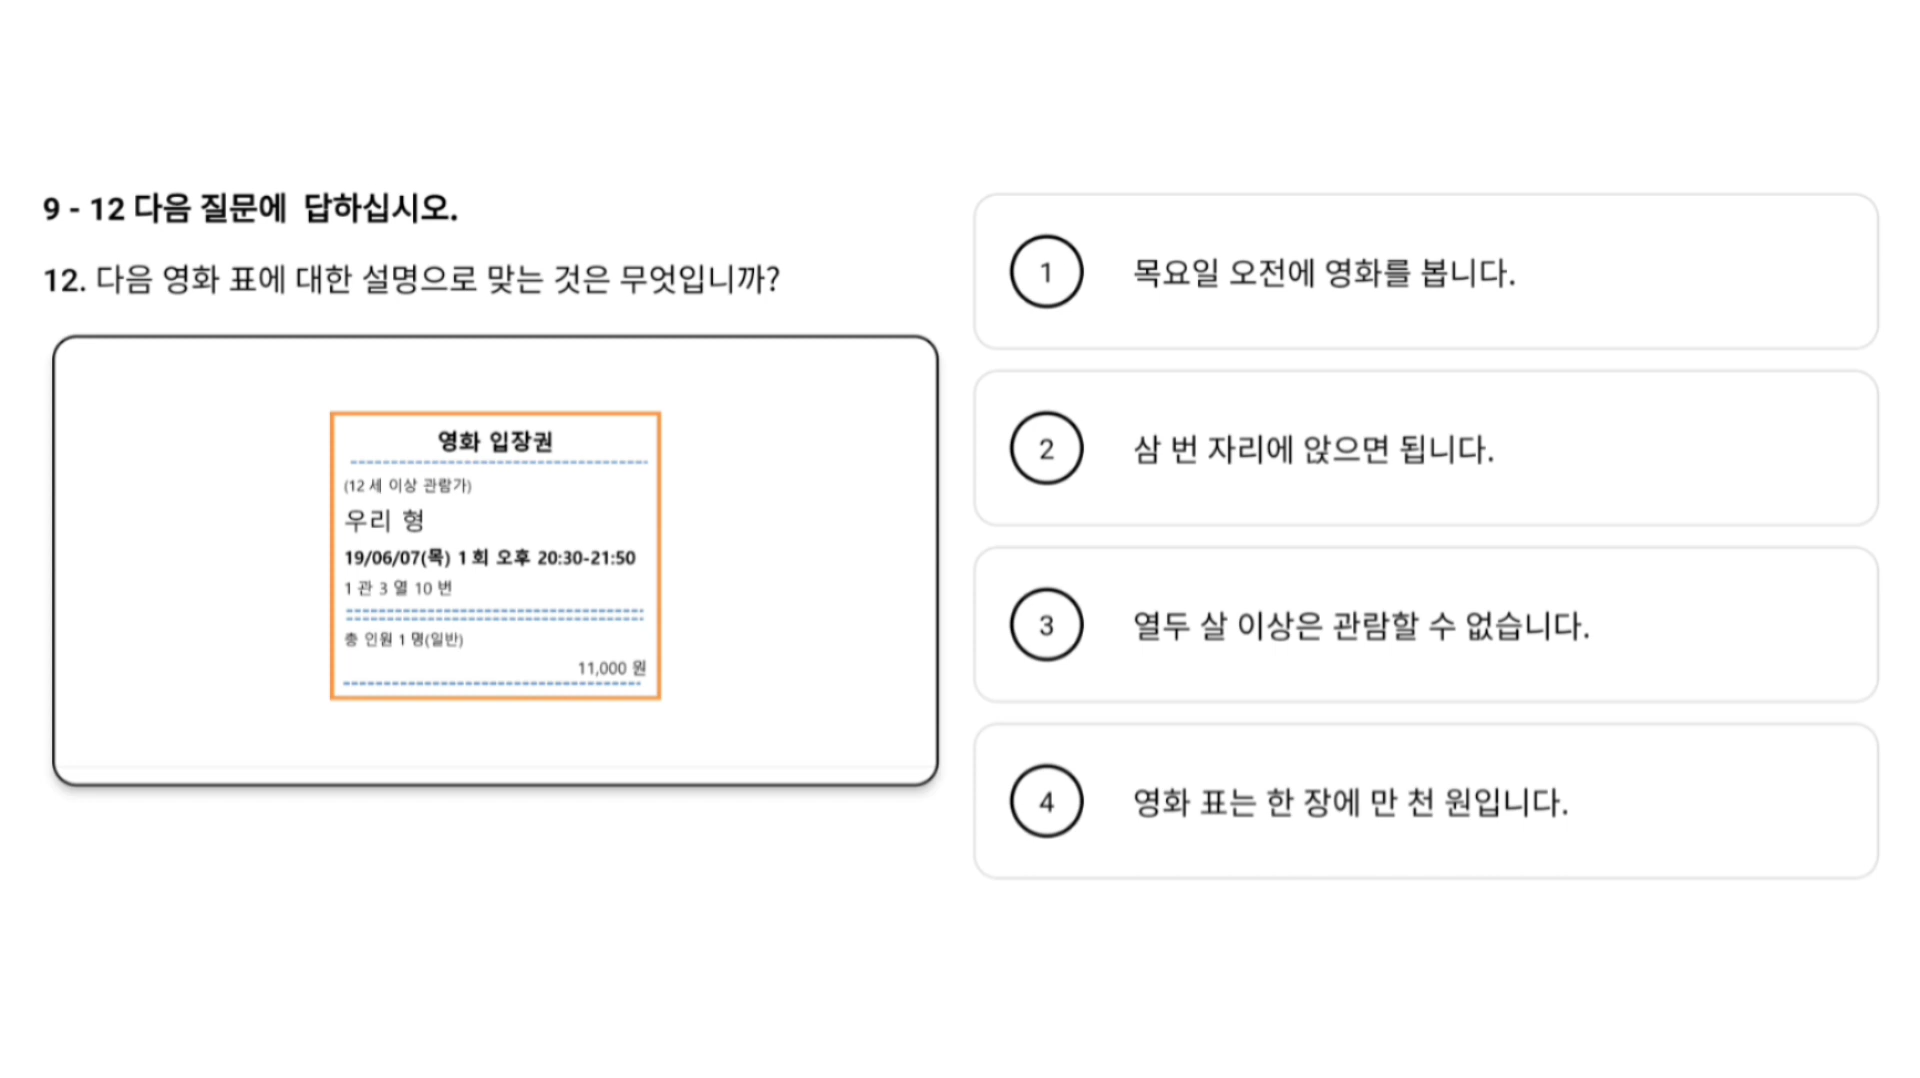 9 - 12 다음 질문에 답하십시오.
12. 다음 영화 표에 대한 설명으로 맞는 것은 무엇입니까?
영화 입장권
(12 세 이상 관람가)
우리 형
19/06/07(목) 1 회 오후 20:30-21:50
1 관 3 열 10 번
총 인원 1 명(일반)
11,000 원
1 목요일 오전에 영화를 봅니다.
2 삼 번 자리에 앉으면 됩니다.
3 열두 살 이상은 관람할 수 없습니다.
4 영화 표는 한 장에 만 천 원입니다.